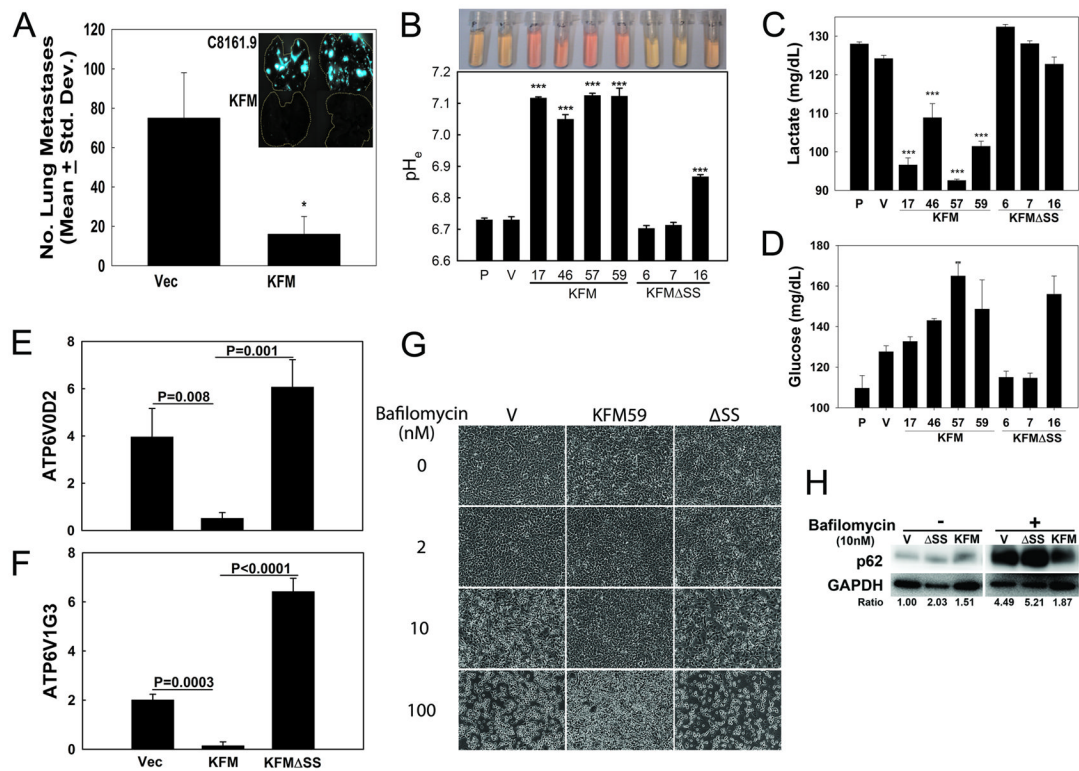 A
No. Lung Metastases
(Mean ± Std. Dev.)
120
100
80
60
40
20
0
C8161.9
KFM
*
Vec KFM
B
pHe
7.2
7.1
7.0
6.9
6.8
6.7
6.6
*** *** *** *** ***
P V 17 46 57 59 6 7 16
KFM KFMΔSS
C
Lactate (mg/dL)
130
120
110
100
90
*** *** *** ***
P V 17 46 57 59 6 7 16
KFM KFMΔSS
D
Glucose (mg/dL)
180
160
140
120
100
**
P V 17 46 57 59 6 7 16
KFM KFMΔSS
E
ATP6V0D2
8
6
4
2
0
P=0.001
P=0.008
F
ATP6V1G3
8
6
4
2
0
P<0.0001
P=0.0003
Vec KFM KFMΔSS
G
Bafilomycin
(nM)
V KFM59 ΔSS
0
2
10
100
H
Bafilomycin
(10nM)
- +
V ΔSS KFM V ΔSS KFM
p62
GAPDH
Ratio 1.00 2.03 1.51 4.49 5.21 1.87